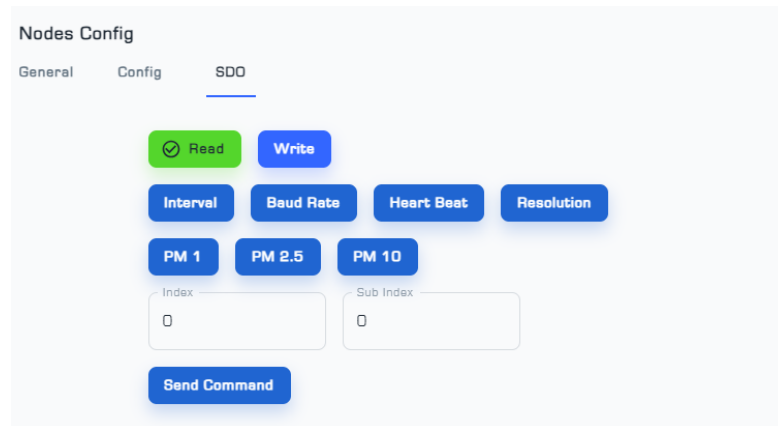 Nodes Config
General Config SDO
Read Write
Interval Baud Rate Heart Beat Resolution
PM 1 PM 2.5 PM 10
Index Sub Index
0 0
Send Command